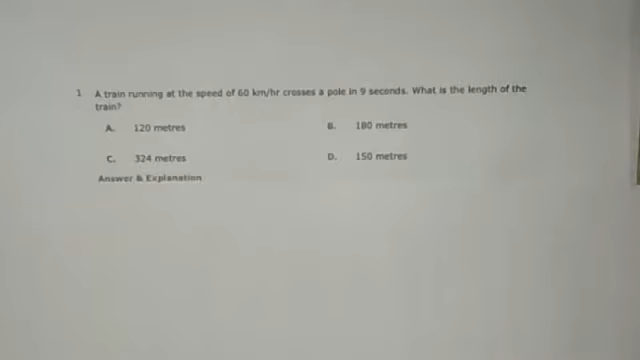 1 A train running at the speed of 60 km/hr crosses a pole in 9 seconds. What is the length of the
train?
A. 120 metres B. 180 metres
C. 324 metres D. 150 metres
Answer & Explanation